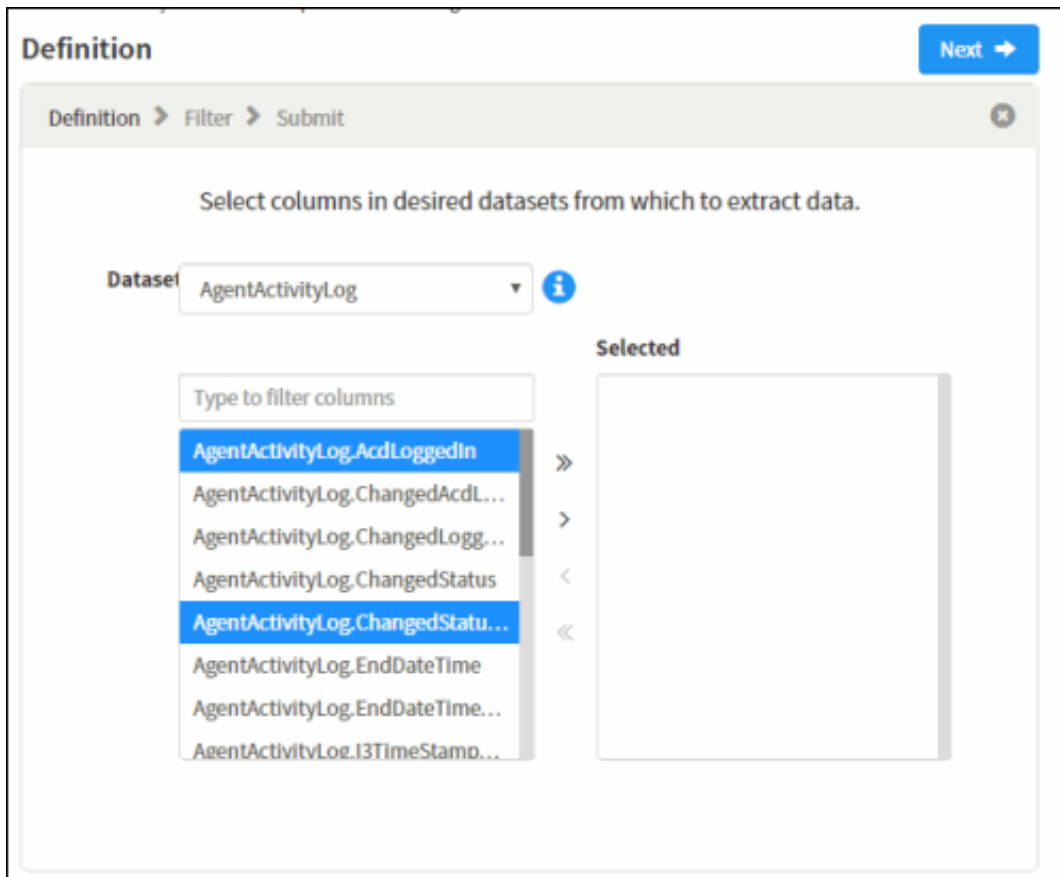 Definition
Next
Definition Filter Submit
Select columns in desired datasets from which to extract data.
Dataset AgentActivityLog
Selected
Type to filter columns
AgentActivityLog.AcdLoggedIn
AgentActivityLog.ChangedAcdL...
AgentActivityLog.ChangedLogg...
AgentActivityLog.ChangedStatus
AgentActivityLog.ChangedStatu...
AgentActivityLog.EndDateTime
AgentActivityLog.EndDateTime...
AgentActivityLog.I3TimeStamp...